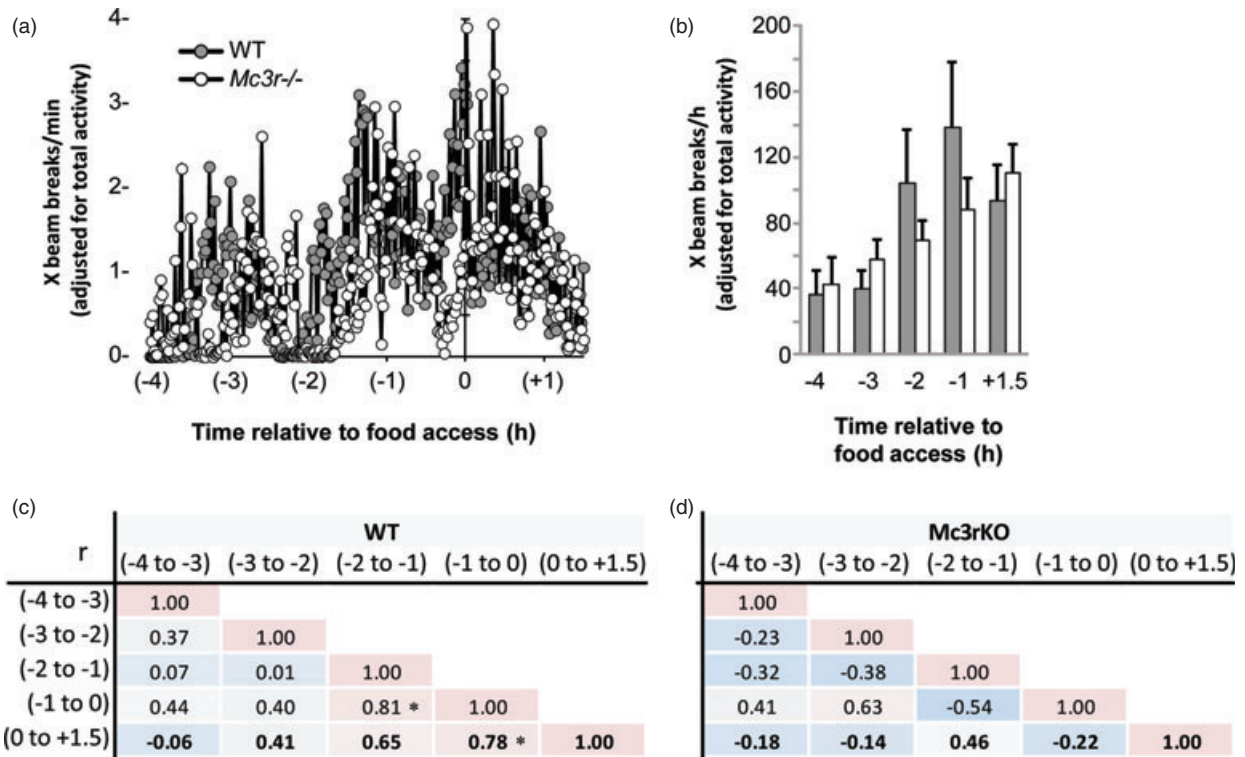 (a)
4-
3-
2-
1-
0-
WT
Mc3r-/-
X beam breaks/min
(adjusted for total activity)
(-4) (-3) (-2) (-1) 0 (+1)
Time relative to food access (h)
(b)
200
160
120
80
40
0
X beam breaks/h
(adjusted for total activity)
-4 -3 -2 -1 +1.5
Time relative to
food access (h)
(c)
WT
r (-4 to -3) (-3 to -2) (-2 to -1) (-1 to 0) (0 to +1.5)
(-4 to -3) 1.00
(-3 to -2) 0.37 1.00
(-2 to -1) 0.07 0.01 1.00
(-1 to 0) 0.44 0.40 0.81 * 1.00
(0 to +1.5) -0.06 0.41 0.65 0.78 * 1.00
(d)
Mc3rKO
(-4 to -3) (-3 to -2) (-2 to -1) (-1 to 0) (0 to +1.5)
1.00
-0.23 1.00
-0.32 -0.38 1.00
0.41 0.63 -0.54 1.00
-0.18 -0.14 0.46 -0.22 1.00